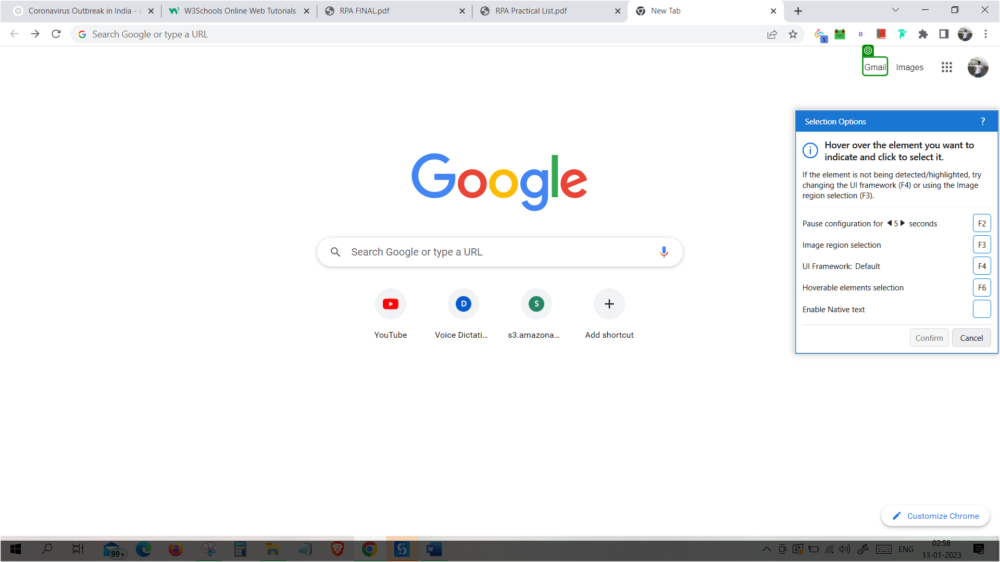 Coronavirus Outbreak in India - c
W3Schools Online Web Tutorials
RPA FINAL.pdf
RPA Practical List.pdf
New Tab
Search Google or type a URL
1
B
Gmail
Images
Selection Options
?
Hover over the element you want to
indicate and click to select it.
If the element is not being detected/highlighted, try
changing the UI framework (F4) or using the Image
region selection (F3).
Pause configuration for 5 seconds
F2
Image region selection
F3
UI Framework: Default
F4
Hoverable elements selection
F6
Enable Native text
Confirm
Cancel
Google
Search Google or type a URL
D
S
YouTube
Voice Dictati...
s3.amazona...
Add shortcut
Customize Chrome
99+
W
ENG
02:58
13-01-2023